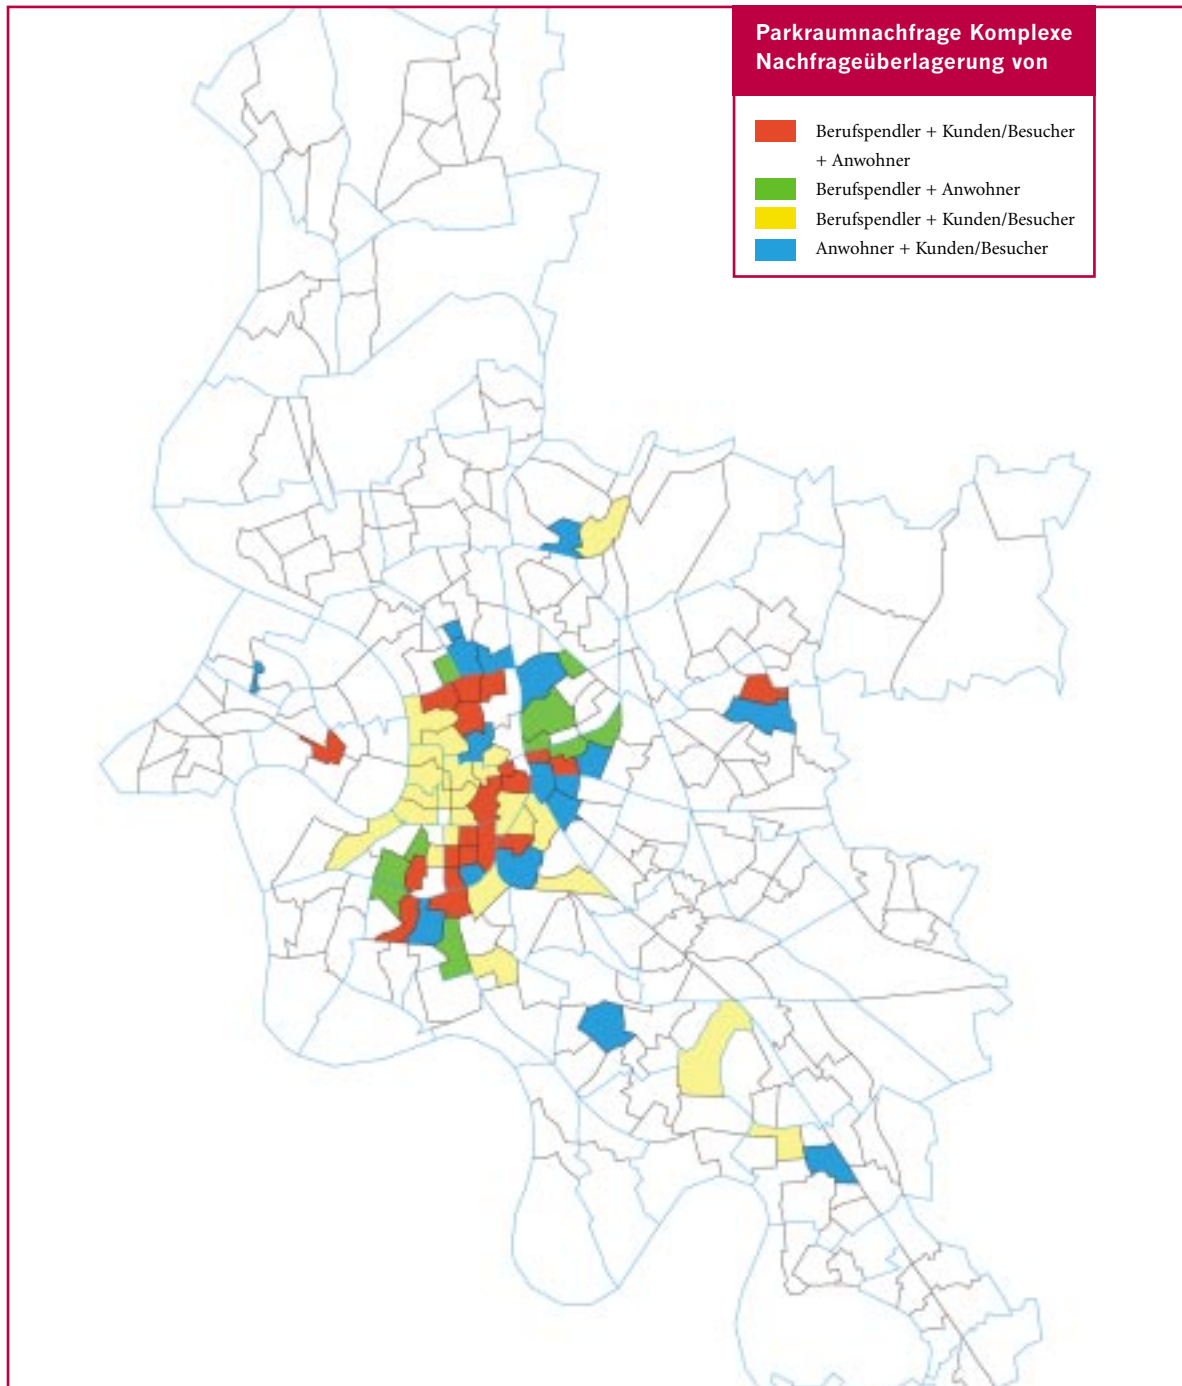 Parkraumnachfrage Komplexe
Nachfrageüberlagerung von
Berufspendler + Kunden/Besucher
+ Anwohner
Berufspendler + Anwohner
Berufspendler + Kunden/Besucher
Anwohner + Kunden/Besucher